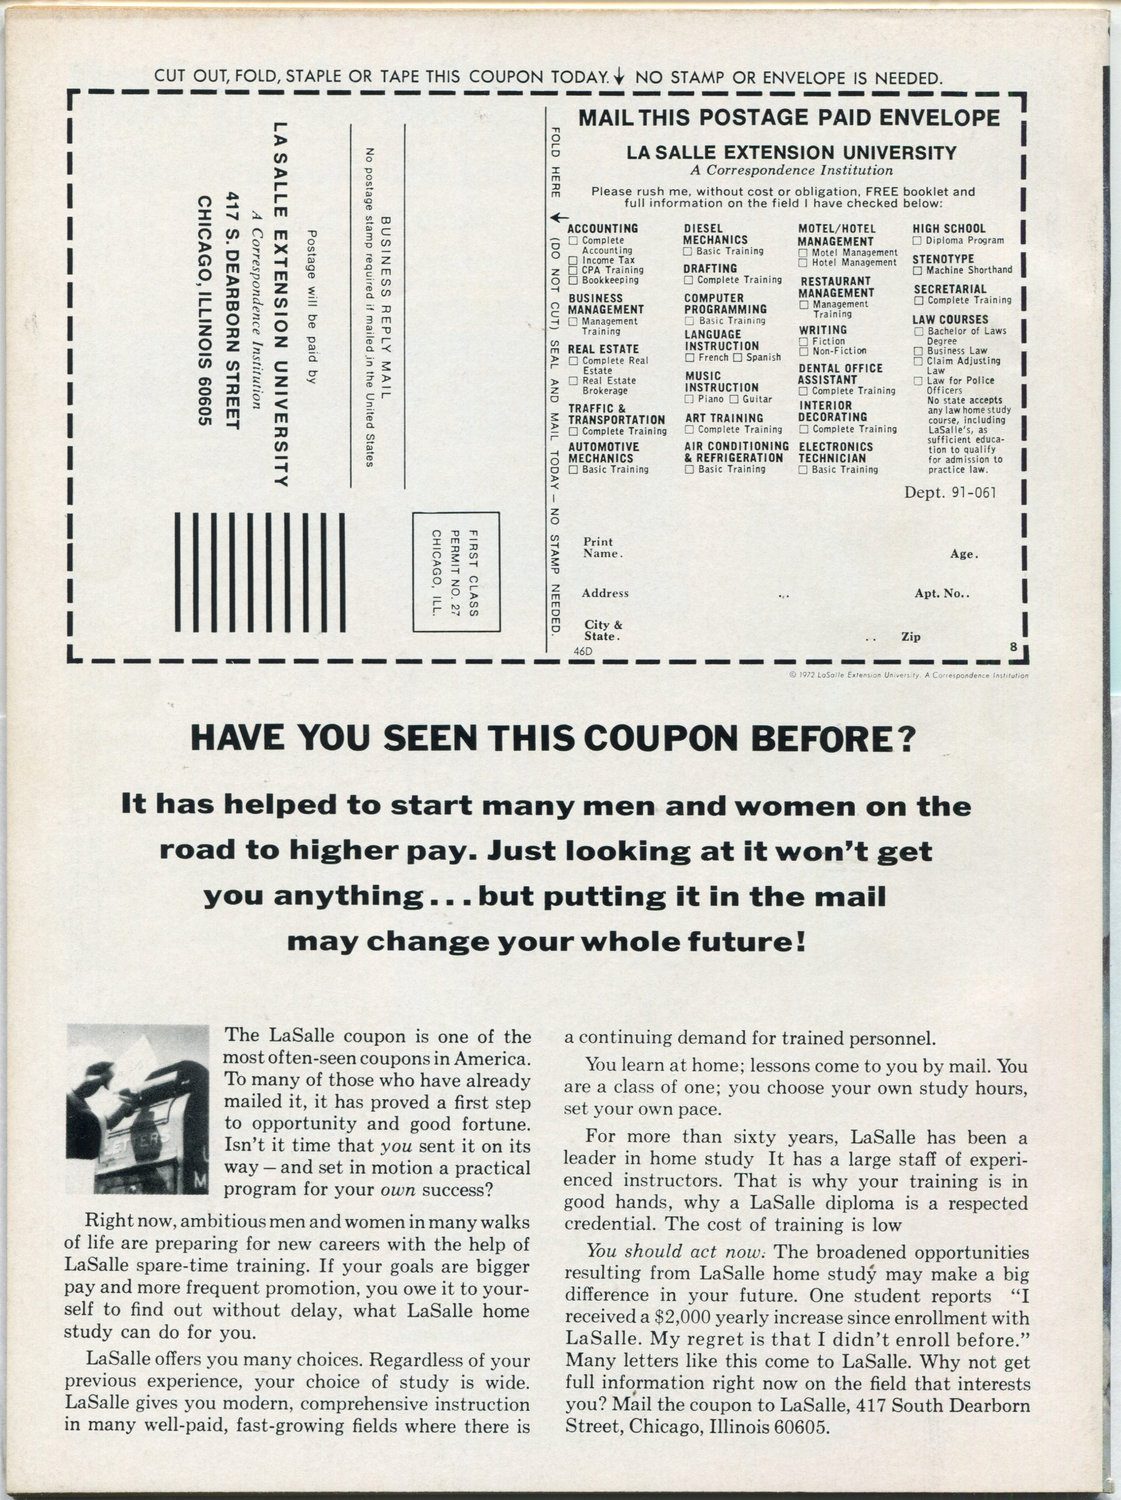 CUT OUT, FOLD, STAPLE OR TAPE THIS COUPON TODAY. ↓ NO STAMP OR ENVELOPE IS NEEDED.
LA SALLE EXTENSION UNIVERSITY
A Correspondence Institution
417 S. DEARBORN STREET
CHICAGO, ILLINOIS 60605
Postage will be paid by
BUSINESS REPLY MAIL
No postage stamp required if mailed in the United States
FIRST CLASS
PERMIT NO. 27
CHICAGO, ILL.
FOLD HERE → (DO NOT CUT) SEAL AND MAIL TODAY — NO STAMP NEEDED.
MAIL THIS POSTAGE PAID ENVELOPE
LA SALLE EXTENSION UNIVERSITY
A Correspondence Institution
Please rush me, without cost or obligation, FREE booklet and
full information on the field I have checked below:
ACCOUNTING
☐ Complete
Accounting
☐ Income Tax
☐ CPA Training
☐ Bookkeeping
BUSINESS
MANAGEMENT
☐ Management
Training
REAL ESTATE
☐ Complete Real
Estate
☐ Real Estate
Brokerage
TRAFFIC &
TRANSPORTATION
☐ Complete Training
AUTOMOTIVE
MECHANICS
☐ Basic Training
DIESEL
MECHANICS
☐ Basic Training
DRAFTING
☐ Complete Training
COMPUTER
PROGRAMMING
☐ Basic Training
LANGUAGE
INSTRUCTION
☐ French ☐ Spanish
MUSIC
INSTRUCTION
☐ Piano ☐ Guitar
ART TRAINING
☐ Complete Training
AIR CONDITIONING
& REFRIGERATION
☐ Basic Training
MOTEL/HOTEL
MANAGEMENT
☐ Motel Management
☐ Hotel Management
RESTAURANT
MANAGEMENT
☐ Management
Training
WRITING
☐ Fiction
☐ Non-Fiction
DENTAL OFFICE
ASSISTANT
☐ Complete Training
INTERIOR
DECORATING
☐ Complete Training
ELECTRONICS
TECHNICIAN
☐ Basic Training
HIGH SCHOOL
☐ Diploma Program
STENOTYPE
☐ Machine Shorthand
SECRETARIAL
☐ Complete Training
LAW COURSES
☐ Bachelor of Laws
Degree
☐ Business Law
☐ Claim Adjusting
Law
☐ Law for Police
Officers
No state accepts
any law home study
course, including
LaSalle's, as
sufficient educa-
tion to qualify
for admission to
practice law.
Dept. 91-061
Print
Name.
Age.
Address
Apt. No..
City &
State.
Zip
46D
8
© 1972 LaSalle Extension University. A Correspondence Institution
HAVE YOU SEEN THIS COUPON BEFORE?
It has helped to start many men and women on the
road to higher pay. Just looking at it won't get
you anything...but putting it in the mail
may change your whole future!
The LaSalle coupon is one of the
most often-seen coupons in America.
To many of those who have already
mailed it, it has proved a first step
to opportunity and good fortune.
Isn't it time that you sent it on its
way — and set in motion a practical
program for your own success?
Right now, ambitious men and women in many walks
of life are preparing for new careers with the help of
LaSalle spare-time training. If your goals are bigger
pay and more frequent promotion, you owe it to your-
self to find out without delay, what LaSalle home
study can do for you.
LaSalle offers you many choices. Regardless of your
previous experience, your choice of study is wide.
LaSalle gives you modern, comprehensive instruction
in many well-paid, fast-growing fields where there is
a continuing demand for trained personnel.
You learn at home; lessons come to you by mail. You
are a class of one; you choose your own study hours,
set your own pace.
For more than sixty years, LaSalle has been a
leader in home study It has a large staff of experi-
enced instructors. That is why your training is in
good hands, why a LaSalle diploma is a respected
credential. The cost of training is low
You should act now: The broadened opportunities
resulting from LaSalle home study may make a big
difference in your future. One student reports "I
received a $2,000 yearly increase since enrollment with
LaSalle. My regret is that I didn't enroll before."
Many letters like this come to LaSalle. Why not get
full information right now on the field that interests
you? Mail the coupon to LaSalle, 417 South Dearborn
Street, Chicago, Illinois 60605.